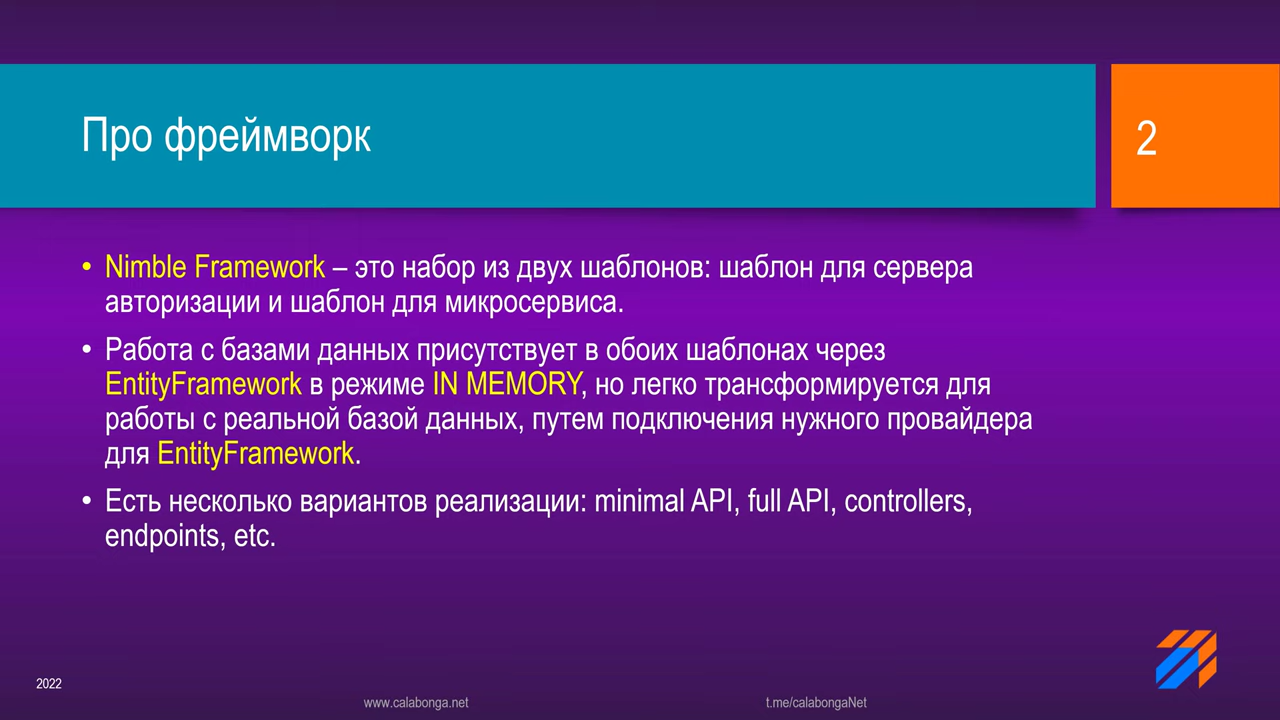 Про фреймворк
2
• Nimble Framework – это набор из двух шаблонов: шаблон для сервера
авторизации и шаблон для микросервиса.
• Работа с базами данных присутствует в обоих шаблонах через
EntityFramework в режиме IN MEMORY, но легко трансформируется для
работы с реальной базой данных, путем подключения нужного провайдера
для EntityFramework.
• Есть несколько вариантов реализации: minimal API, full API, controllers,
endpoints, etc.
2022
www.calabonga.net
t.me/calabongaNet